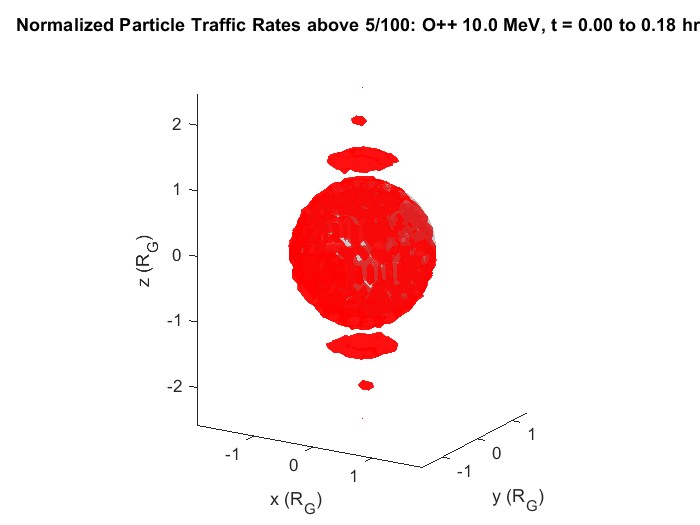 Normalized Particle Traffic Rates above 5/100: O++ 10.0 MeV, t = 0.00 to 0.18 hr
2
1
0
-1
-2
z (R_G)
-1
0
1
x (R_G)
-1
0
1
y (R_G)